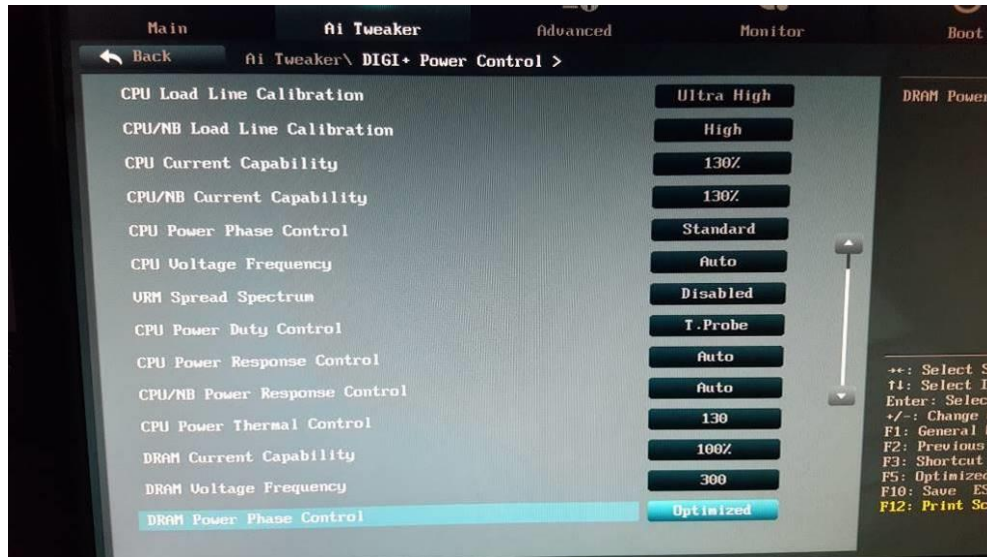 Main Ai Tweaker Advanced Monitor Boot
Back Ai Tweaker\ DIGI+ Power Control >
CPU Load Line Calibration Ultra High DRAM Power
CPU/NB Load Line Calibration High
CPU Current Capability 130%
CPU/NB Current Capability 130%
CPU Power Phase Control Standard
CPU Voltage Frequency Auto
VRM Spread Spectrum Disabled
CPU Power Duty Control T.Probe
CPU Power Response Control Auto
CPU/NB Power Response Control Auto
CPU Power Thermal Control 130
DRAM Current Capability 100%
DRAM Voltage Frequency 300
DRAM Power Phase Control Optimized
→←: Select S
↑↓: Select I
Enter: Selec
+/-: Change
F1: General
F2: Previous
F3: Shortcut
F5: Optimized
F10: Save ES
F12: Print Sc